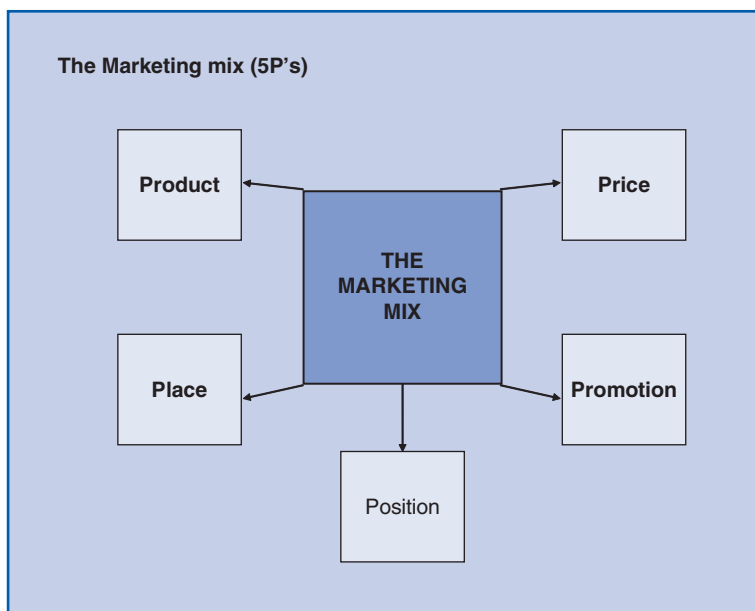 The Marketing mix (5P's)
Product
Price
THE
MARKETING
MIX
Place
Promotion
Position